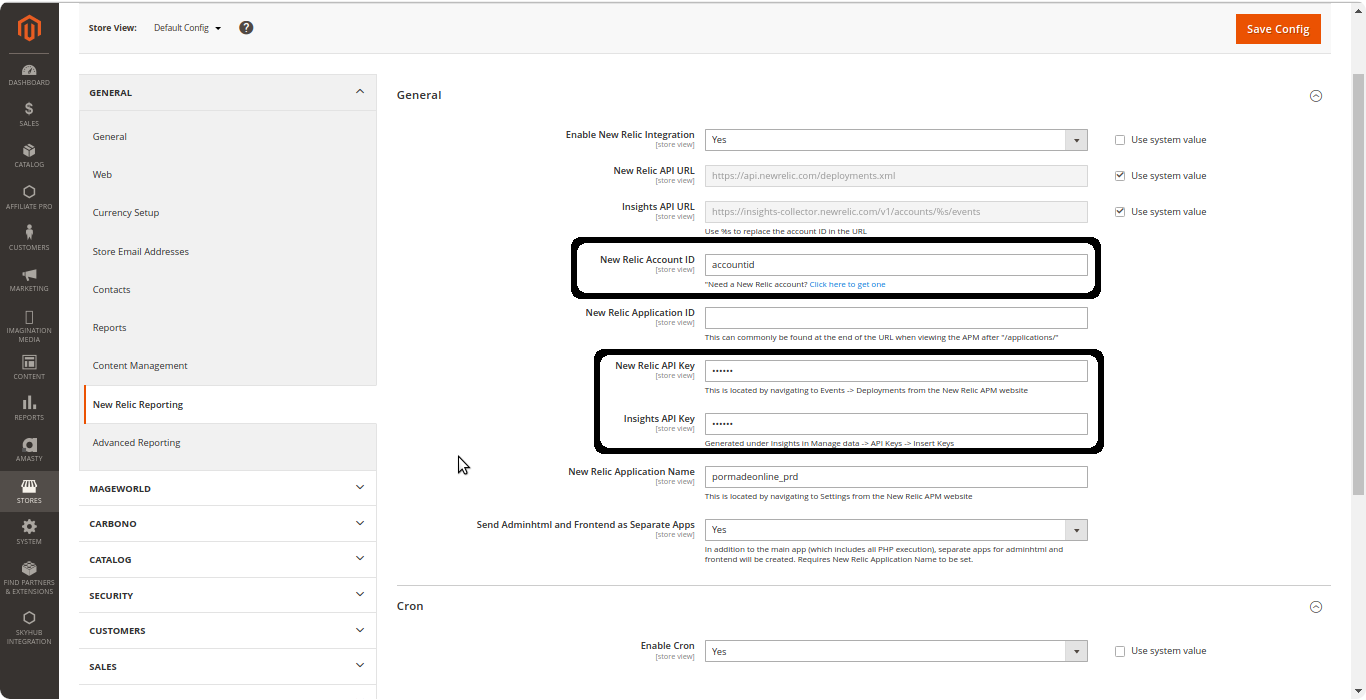 Store View: Default Config ?
Save Config
DASHBOARD
$
SALES
CATALOG
AFFILIATE PRO
CUSTOMERS
MARKETING
IMAGINATION
MEDIA
CONTENT
REPORTS
AMASTY
STORES
SYSTEM
FIND PARTNERS
& EXTENSIONS
SKYHUB
INTEGRATION
GENERAL
General
Web
Currency Setup
Store Email Addresses
Contacts
Reports
Content Management
New Relic Reporting
Advanced Reporting
MAGEWORLD
CARBONO
CATALOG
SECURITY
CUSTOMERS
SALES
General
Enable New Relic Integration Yes Use system value
[store view]
New Relic API URL https://api.newrelic.com/deployments.xml Use system value
[store view]
Insights API URL https://insights-collector.newrelic.com/v1/accounts/%s/events Use system value
[store view]
Use %s to replace the account ID in the URL
New Relic Account ID accountid
[store view]
"Need a New Relic account? Click here to get one
New Relic Application ID
[store view]
This can commonly be found at the end of the URL when viewing the APM after "/applications/"
New Relic API Key ••••••
[store view]
This is located by navigating to Events -> Deployments from the New Relic APM website
Insights API Key ••••••
[store view]
Generated under Insights in Manage data -> API Keys -> Insert Keys
New Relic Application Name pormadeonline_prd
[store view]
This is located by navigating to Settings from the New Relic APM website
Send Adminhtml and Frontend as Separate Apps Yes
[store view]
In addition to the main app (which includes all PHP execution), separate apps for adminhtml and
frontend will be created. Requires New Relic Application Name to be set.
Cron
Enable Cron Yes Use system value
[store view]